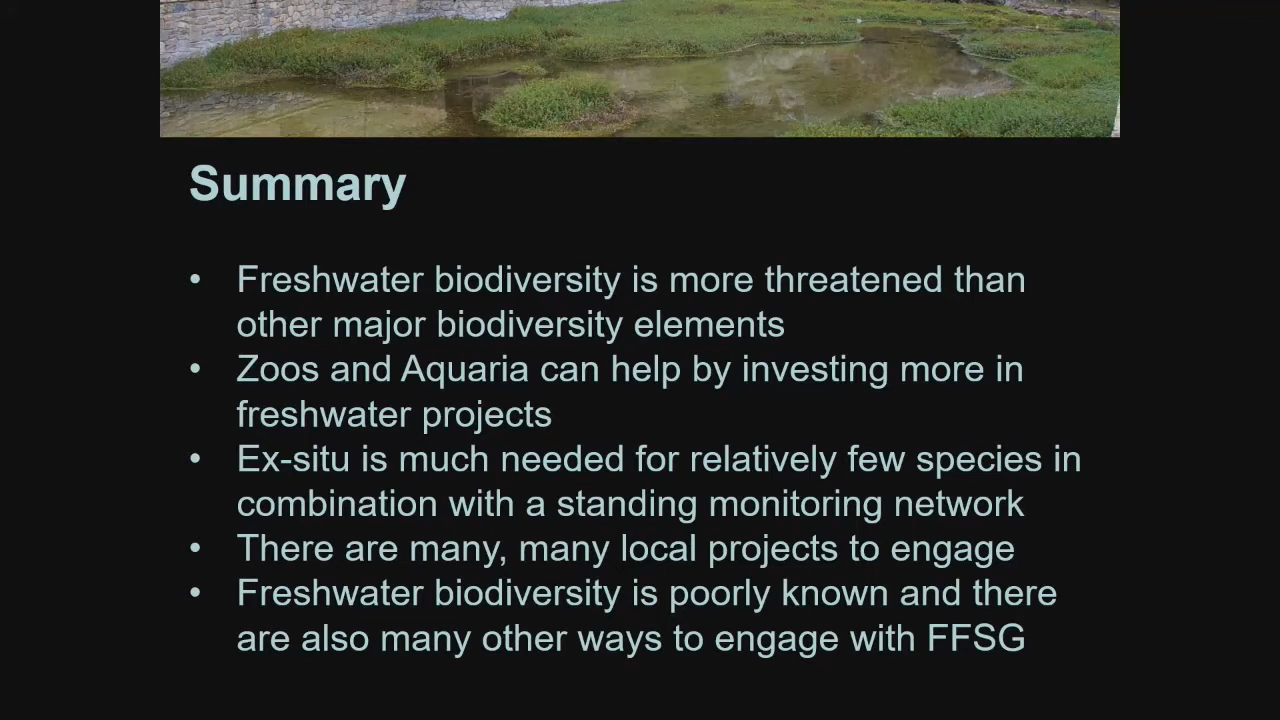 Summary
• Freshwater biodiversity is more threatened than
other major biodiversity elements
• Zoos and Aquaria can help by investing more in
freshwater projects
• Ex-situ is much needed for relatively few species in
combination with a standing monitoring network
• There are many, many local projects to engage
• Freshwater biodiversity is poorly known and there
are also many other ways to engage with FFSG